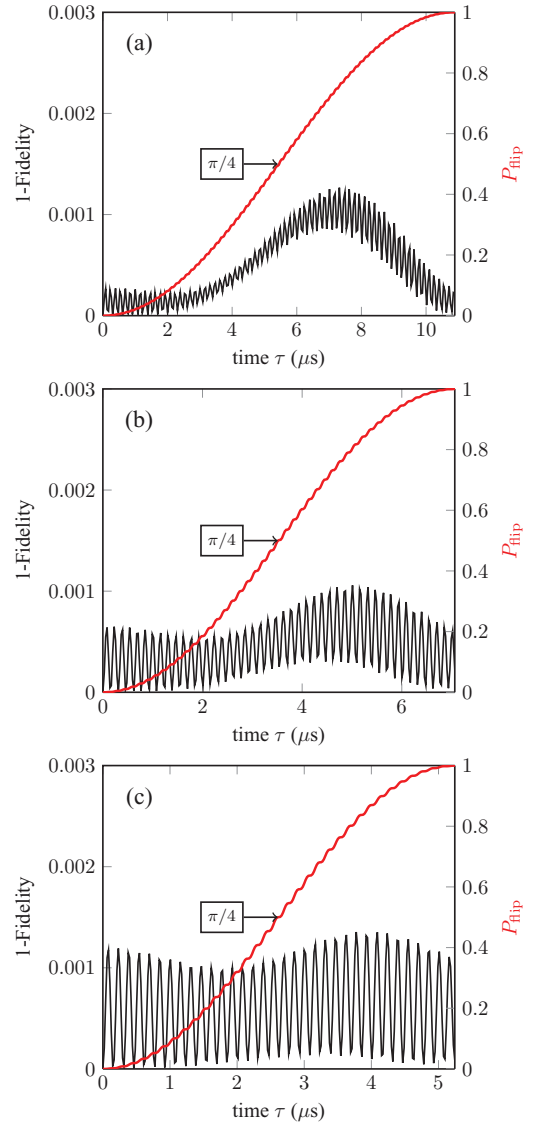 (a)
0.003
0.002
0.001
0
1-Fidelity
π/4
1
0.8
0.6
0.4
0.2
0
P_flip
0 2 4 6 8 10
time τ (μs)
(b)
0.003
0.002
0.001
0
1-Fidelity
π/4
1
0.8
0.6
0.4
0.2
0
P_flip
0 2 4 6
time τ (μs)
(c)
0.003
0.002
0.001
0
1-Fidelity
π/4
1
0.8
0.6
0.4
0.2
0
P_flip
0 1 2 3 4 5
time τ (μs)